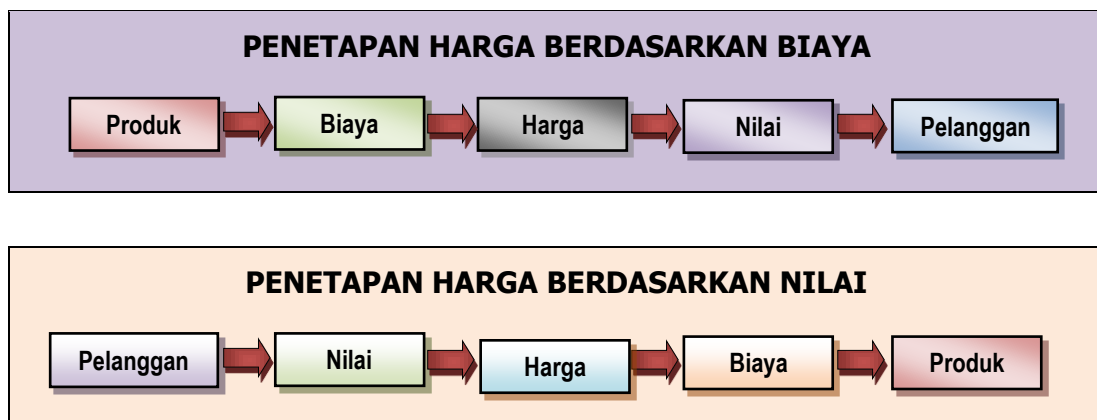 PENETAPAN HARGA BERDASARKAN BIAYA
Produk Biaya Harga Nilai Pelanggan
PENETAPAN HARGA BERDASARKAN NILAI
Pelanggan Nilai Harga Biaya Produk